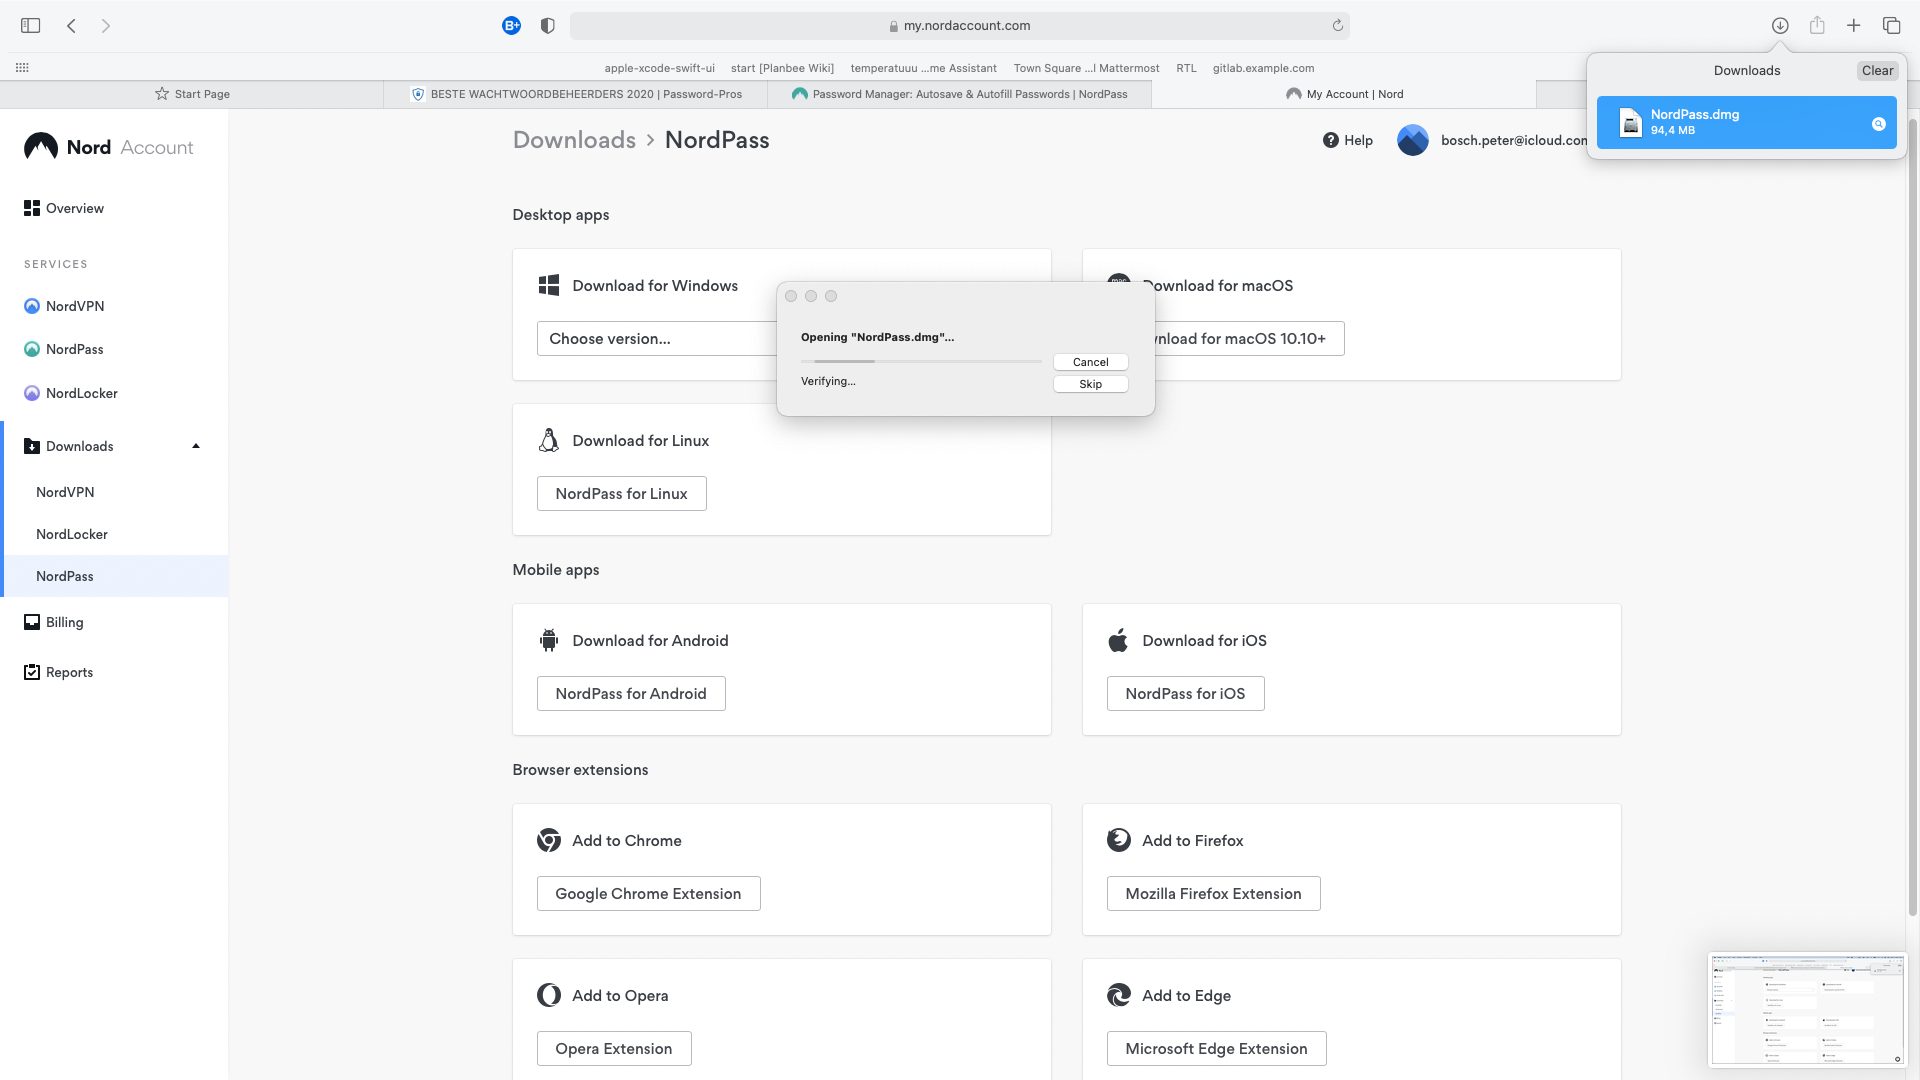 B+
my.nordaccount.com
apple-xcode-swift-ui
start [Planbee Wiki]
temperatuuu ...me Assistant
Town Square ...l Mattermost
RTL
gitlab.example.com
Downloads
Clear
NordPass.dmg
94,4 MB
Start Page
BESTE WACHTWOORDBEHEERDERS 2020 | Password-Pros
Password Manager: Autosave & Autofill Passwords | NordPass
My Account | Nord
Nord Account
Downloads › NordPass
Help
bosch.peter@icloud.com
Overview
SERVICES
NordVPN
NordPass
NordLocker
Downloads
NordVPN
NordLocker
NordPass
Billing
Reports
Desktop apps
Download for Windows
Choose version...
Download for macOS
wnload for macOS 10.10+
Opening "NordPass.dmg"...
Cancel
Verifying...
Skip
Download for Linux
NordPass for Linux
Mobile apps
Download for Android
NordPass for Android
Download for iOS
NordPass for iOS
Browser extensions
Add to Chrome
Google Chrome Extension
Add to Firefox
Mozilla Firefox Extension
Add to Opera
Opera Extension
Add to Edge
Microsoft Edge Extension